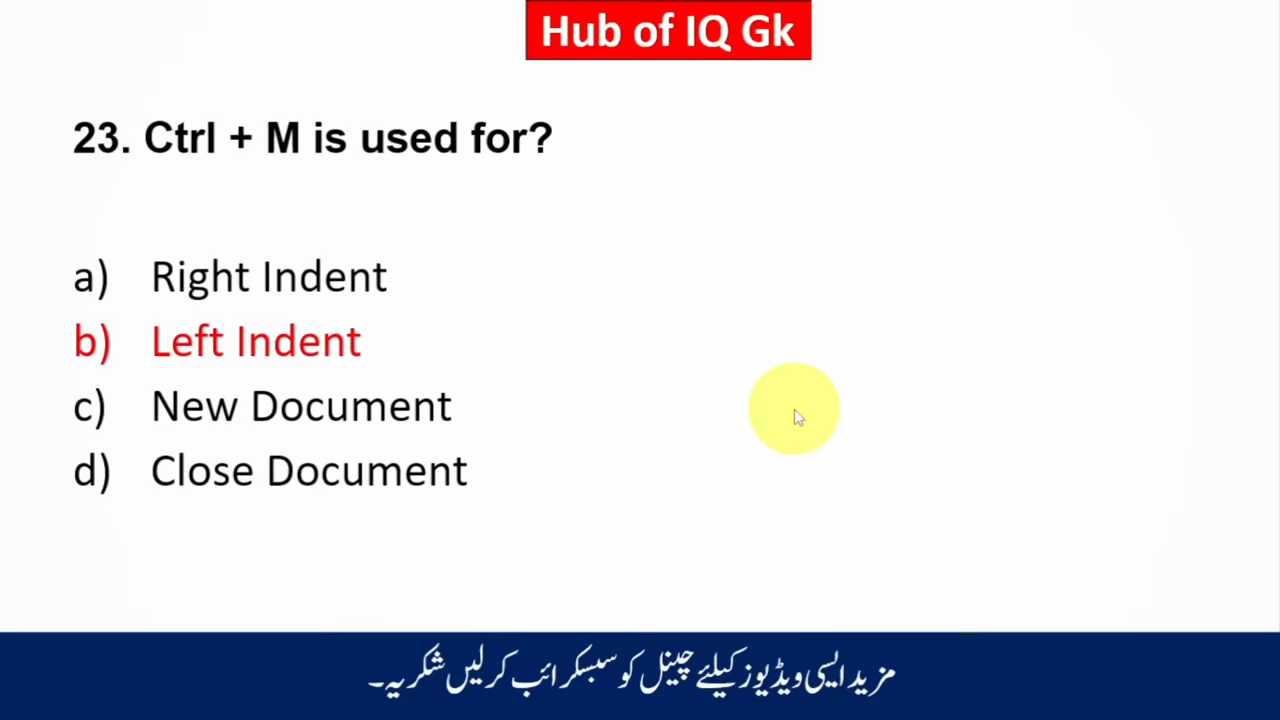 Hub of IQ Gk
23. Ctrl + M is used for?
a) Right Indent
b) Left Indent
c) New Document
d) Close Document
مزید ایسی ویڈیوز کیلئے چینل کو سبسکرائب کر لیں شکریہ۔